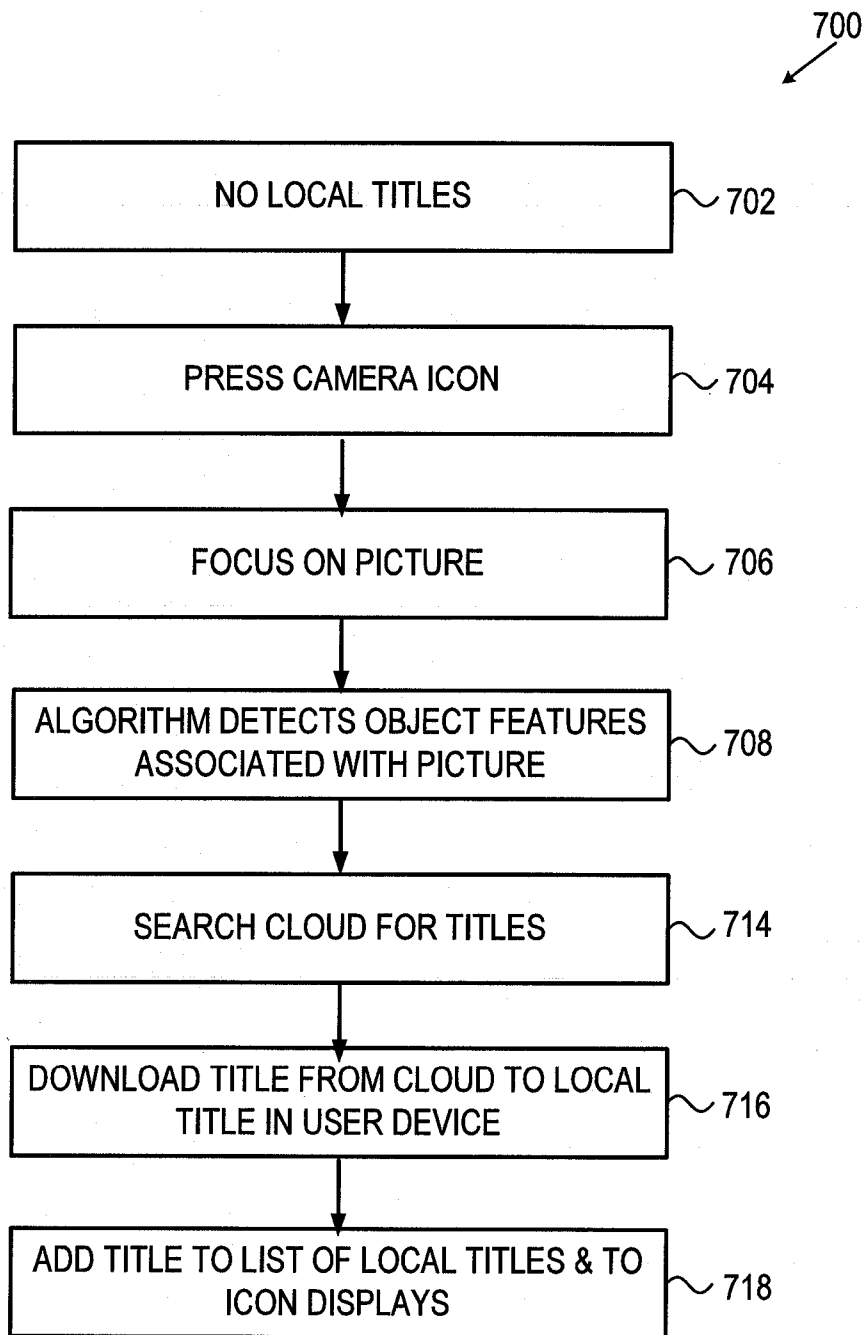 700
NO LOCAL TITLES
702
PRESS CAMERA ICON
704
FOCUS ON PICTURE
706
ALGORITHM DETECTS OBJECT FEATURES
ASSOCIATED WITH PICTURE
708
SEARCH CLOUD FOR TITLES
714
DOWNLOAD TITLE FROM CLOUD TO LOCAL
TITLE IN USER DEVICE
716
ADD TITLE TO LIST OF LOCAL TITLES & TO
ICON DISPLAYS
718